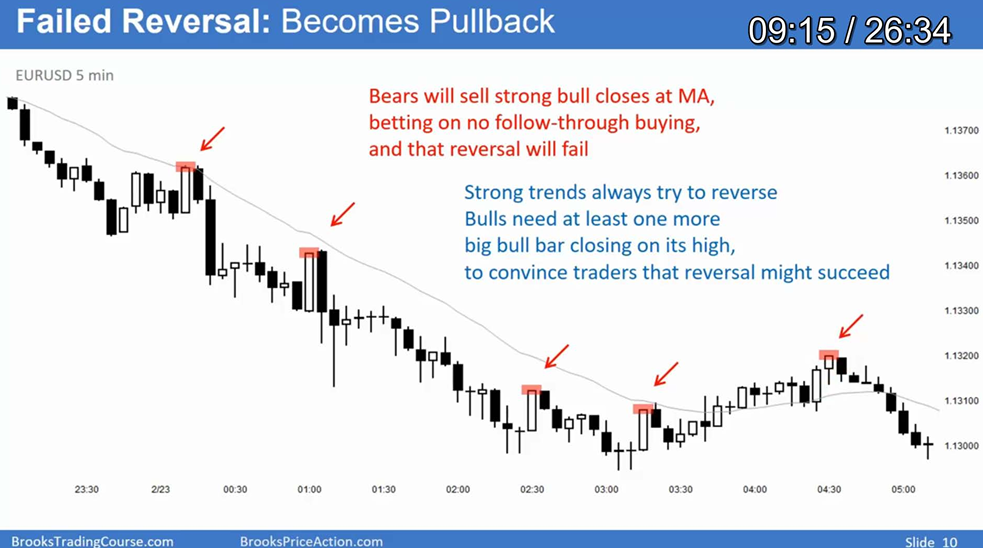 Failed Reversal: Becomes Pullback
09:15 / 26:34
EURUSD 5 min
Bears will sell strong bull closes at MA,
betting on no follow-through buying,
and that reversal will fail
Strong trends always try to reverse
Bulls need at least one more
big bull bar closing on its high,
to convince traders that reversal might succeed
1.13700
1.13600
1.13500
1.13400
1.13300
1.13200
1.13100
1.13000
23:30 2/23 00:30 01:00 01:30 02:00 02:30 03:00 03:30 04:00 04:30 05:00
BrooksTradingCourse.com BrooksPriceAction.com Slide 10